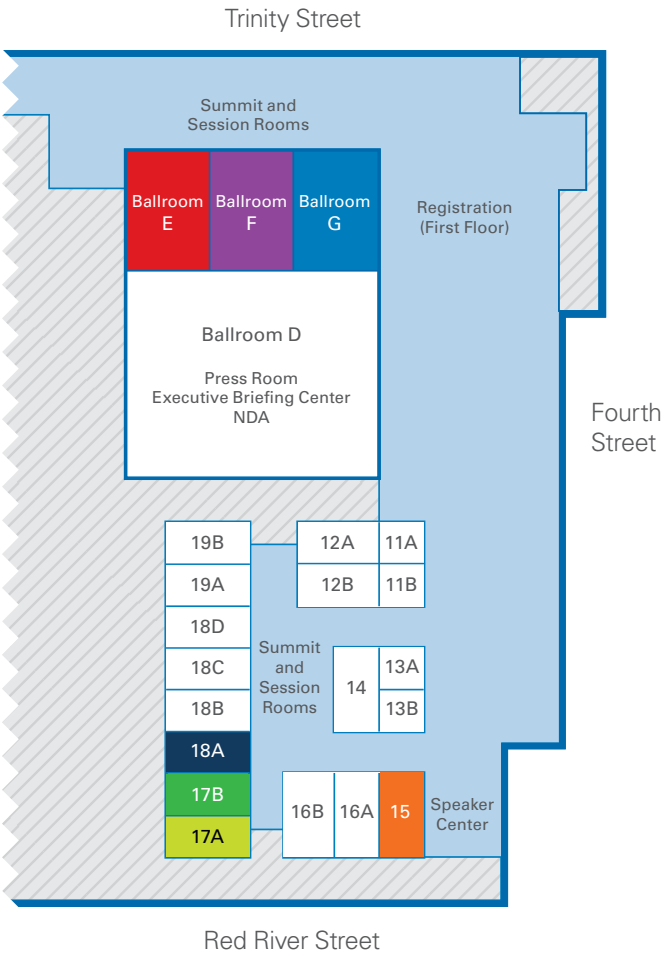 Trinity Street
Summit and
Session Rooms
Ballroom
E
Ballroom
F
Ballroom
G
Registration
(First Floor)
Ballroom D
Press Room
Executive Briefing Center
NDA
Fourth
Street
19B
12A
11A
19A
12B
11B
18D
18C
18B
Summit
and
Session
Rooms
14
13A
13B
18A
17B
17A
16B
16A
15
Speaker
Center
Red River Street